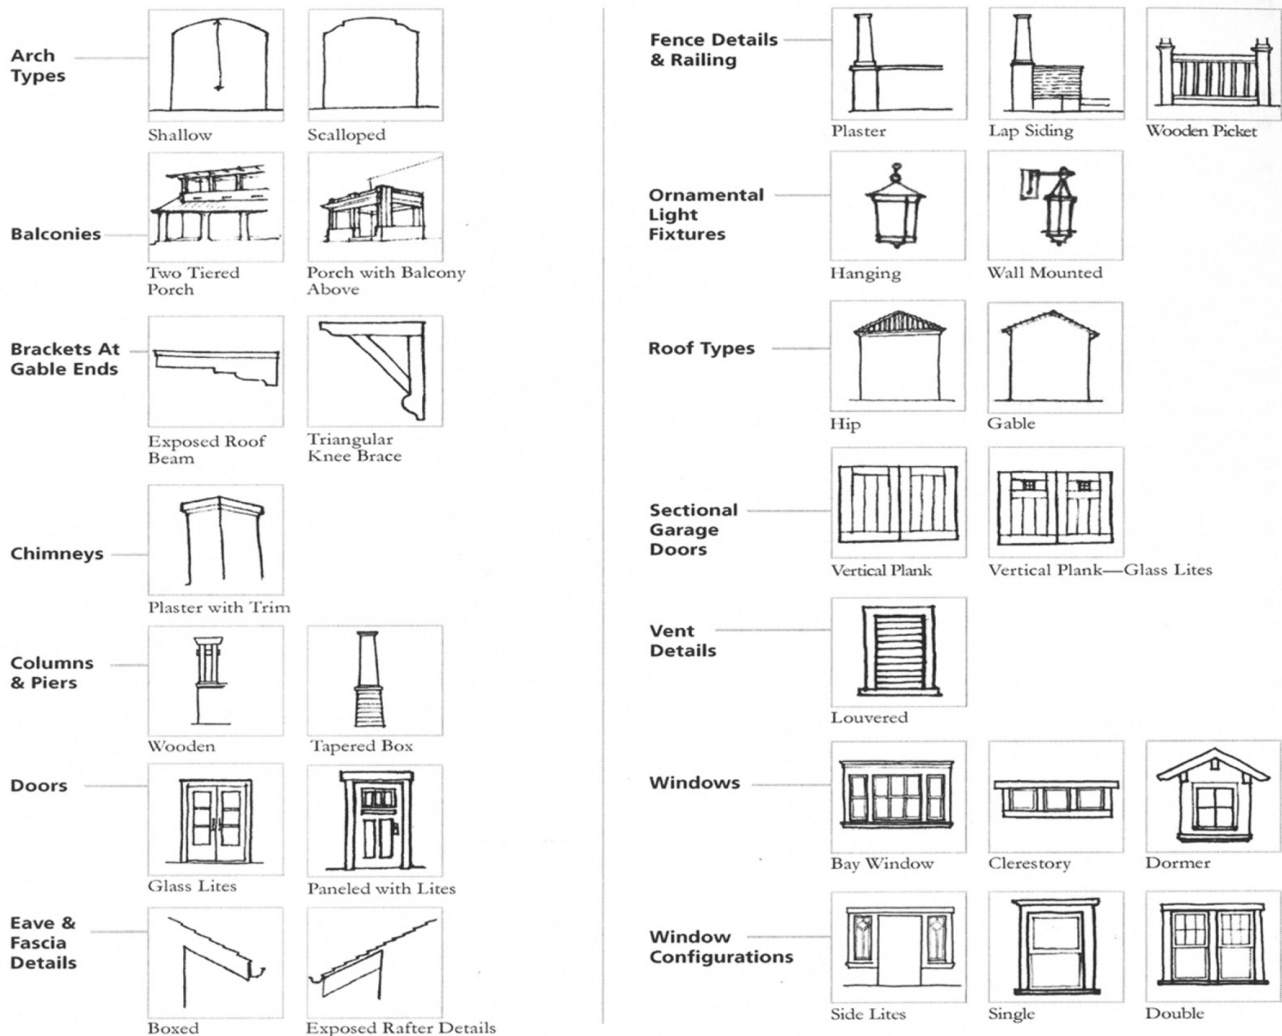 Arch
Types
Shallow
Scalloped
Balconies
Two Tiered
Porch
Porch with Balcony
Above
Brackets At
Gable Ends
Exposed Roof
Beam
Triangular
Knee Brace
Chimneys
Plaster with Trim
Columns
& Piers
Wooden
Tapered Box
Doors
Glass Lites
Paneled with Lites
Eave &
Fascia
Details
Boxed
Exposed Rafter Details
Fence Details
& Railing
Plaster
Lap Siding
Wooden Picket
Ornamental
Light
Fixtures
Hanging
Wall Mounted
Roof Types
Hip
Gable
Sectional
Garage
Doors
Vertical Plank
Vertical Plank—Glass Lites
Vent
Details
Louvered
Windows
Bay Window
Clerestory
Dormer
Window
Configurations
Side Lites
Single
Double